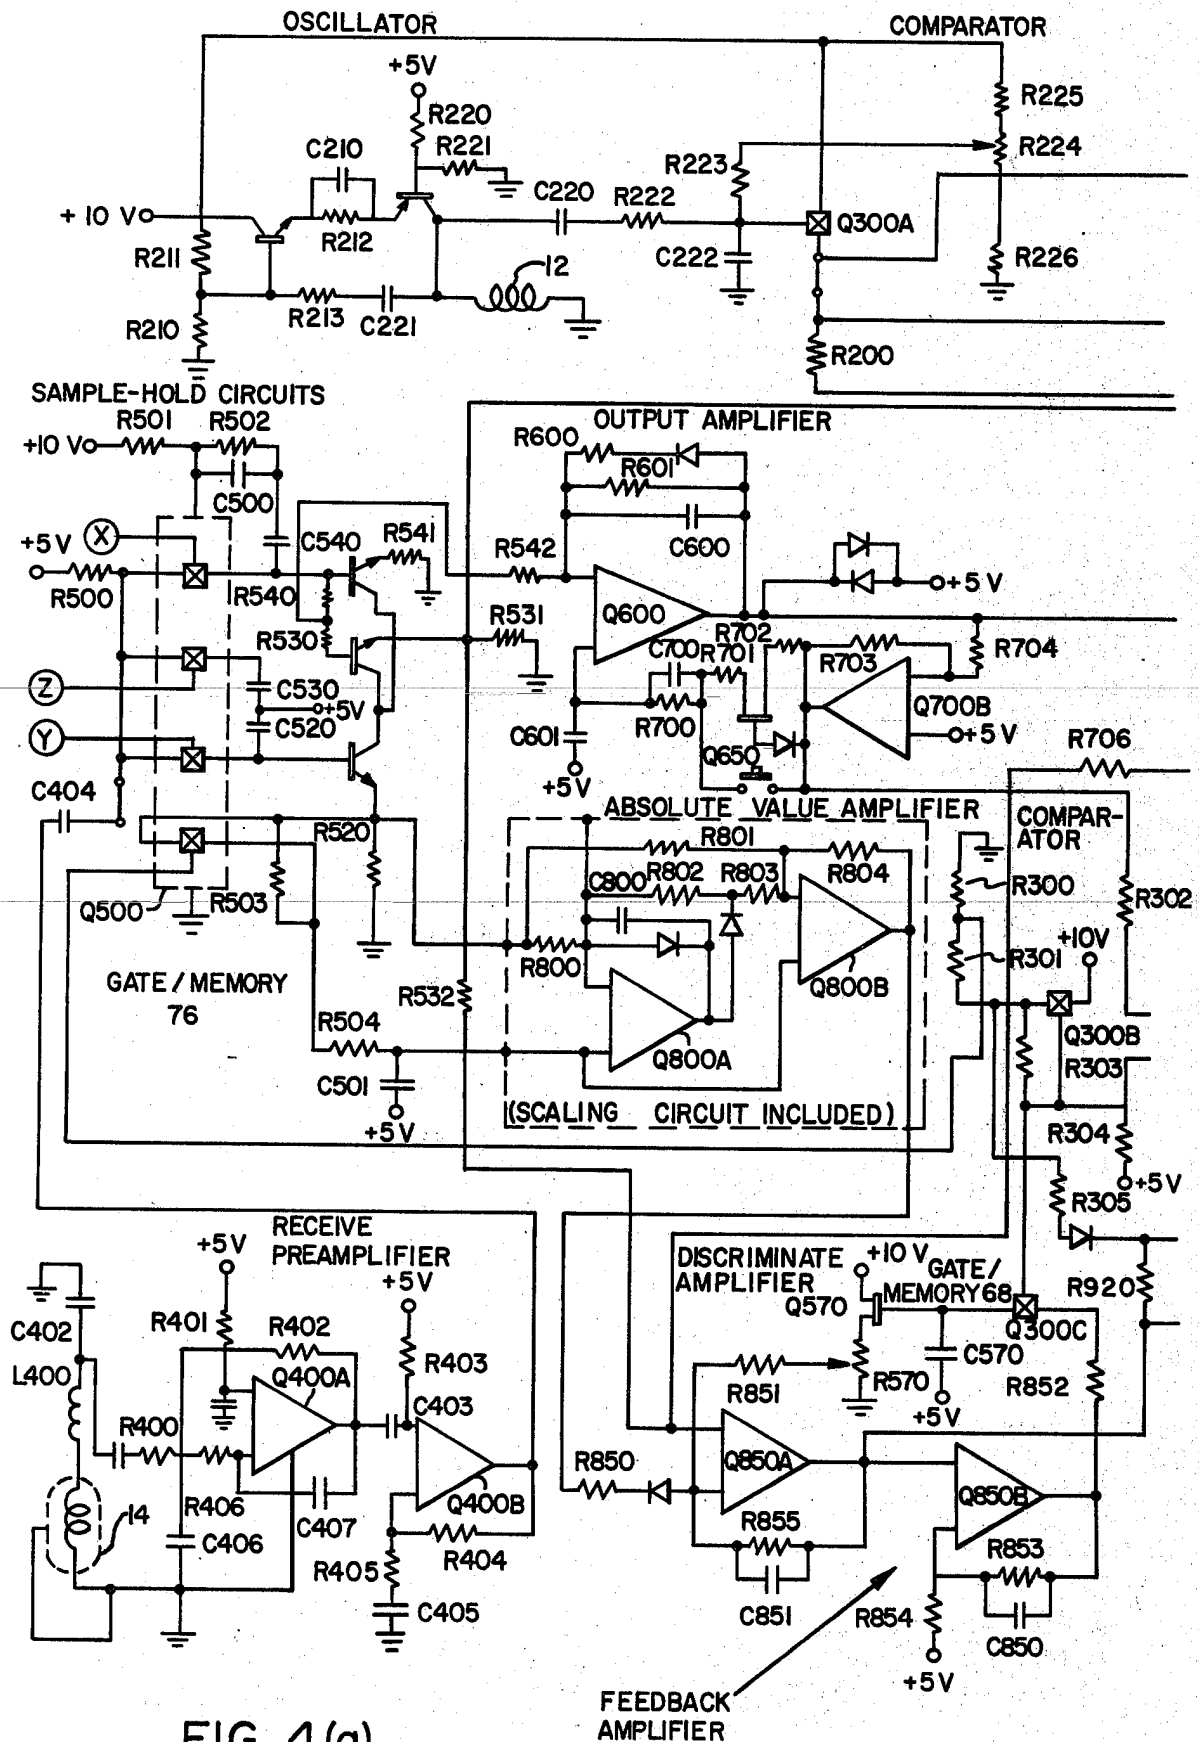 OSCILLATOR
COMPARATOR
+5V
R220
R221
C210
R212
+ 10 V
R211
R210
R213
C221
C220
R222
12
R223
C222
Q300A
R225
R224
R226
R200
SAMPLE-HOLD CIRCUITS
R501
R502
+10 V
C500
X
+5 V
R500
C540
R541
R540
R530
Z
C530
+5V
C520
Y
C404
R520
Q500
R503
GATE / MEMORY
76
R504
C501
+5V
R532
R531
R542
OUTPUT AMPLIFIER
R600
R601
C600
Q600
+5 V
C601
+5V
C700
R700
R701
R702
R703
R704
Q700B
+5 V
Q650
R706
ABSOLUTE VALUE AMPLIFIER
R801
R802
R803
R804
C800
R800
Q800A
Q800B
(SCALING CIRCUIT INCLUDED)
COMPAR-
ATOR
R300
R301
R302
+10V
Q300B
R303
R304
+5V
R305
R920
RECEIVE
PREAMPLIFIER
+5V
+5V
C402
L400
R401
R402
Q400A
R403
R400
C403
R406
C406
C407
Q400B
R404
R405
C405
14
DISCRIMINATE
AMPLIFIER
+10 V
GATE/
MEMORY68
Q570
Q300C
C570
R570
+5V
R851
R852
R850
Q850A
Q850B
R855
C851
R853
R854
C850
+5V
FEEDBACK
AMPLIFIER
FIG. 4(a)